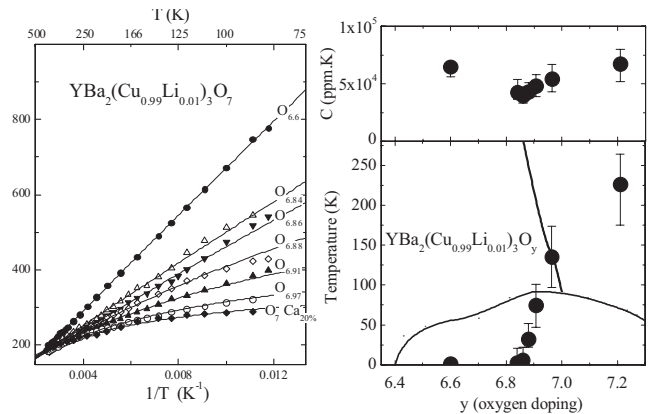 T (K)
500 250 166 125 100 75
YBa₂(Cu₀.₉₉Li₀.₀₁)₃O₇
800
600
400
200
O₆.₆
O₆.₈₄
O₆.₈₆
O₆.₈₈
O₆.₉₁
O₆.₉₇
O₇ Ca₂₀%
0.004 0.008 0.012
1/T (K⁻¹)
C (ppm.K)
1x10⁵
5x10⁴
0
Temperature (K)
250
200
150
100
50
0
YBa₂(Cu₀.₉₉Li₀.₀₁)₃Oy
6.4 6.6 6.8 7.0 7.2
y (oxygen doping)